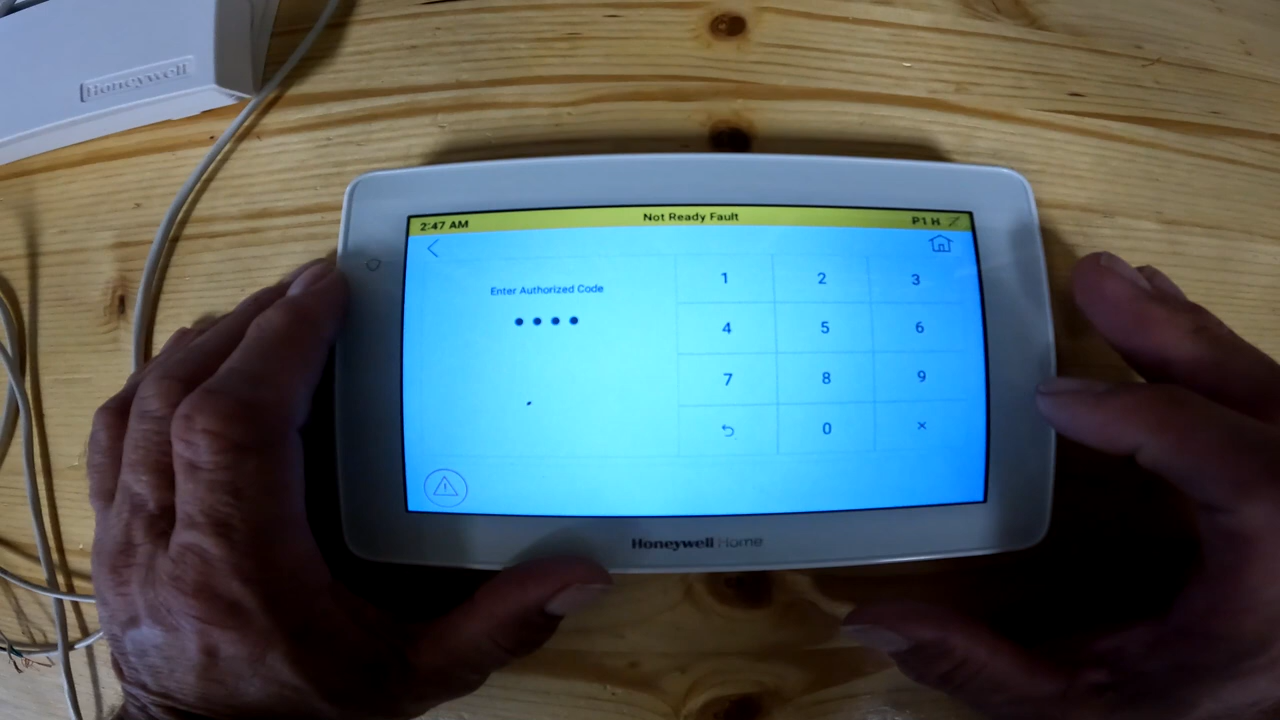 Honeywell
2:47 AM Not Ready Fault P1 H
Enter Authorized Code
1 2 3
4 5 6
7 8 9
0 ×
Honeywell Home